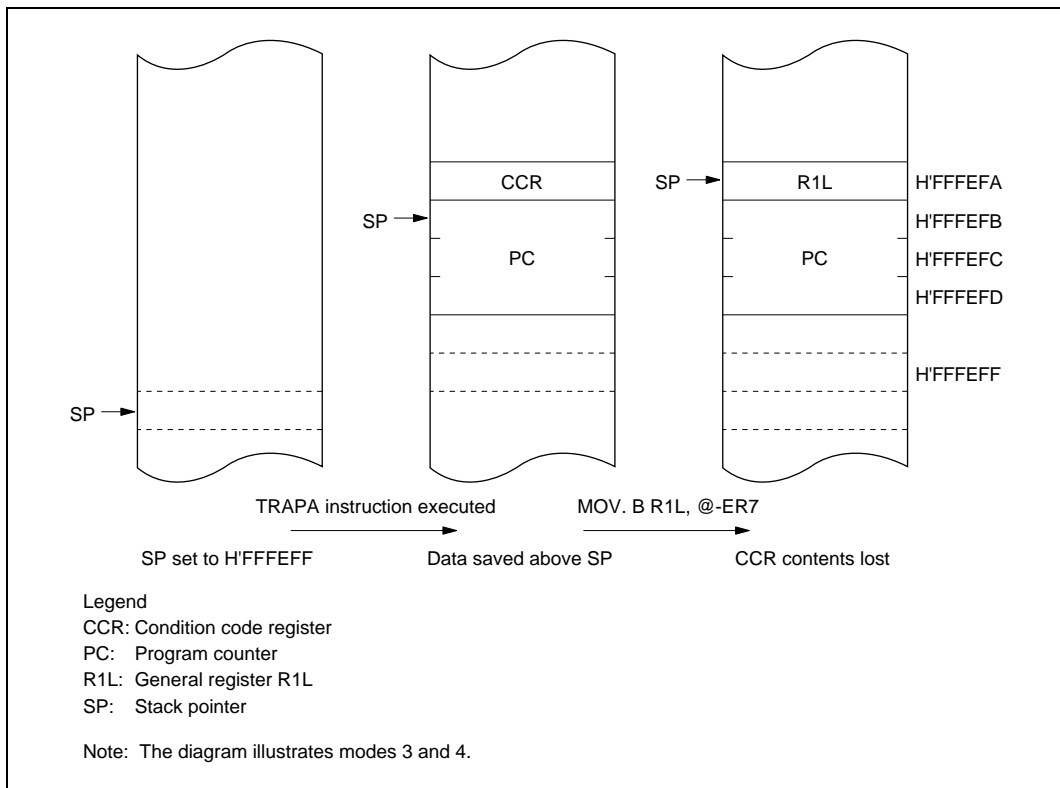 CCR
SP
R1L
H'FFFEFA
SP
H'FFFEFB
PC
PC
H'FFFEFC
H'FFFEFD
H'FFFEFF
SP
TRAPA instruction executed
MOV. B R1L, @-ER7
SP set to H'FFFEFF
Data saved above SP
CCR contents lost
Legend
CCR: Condition code register
PC: Program counter
R1L: General register R1L
SP: Stack pointer
Note: The diagram illustrates modes 3 and 4.